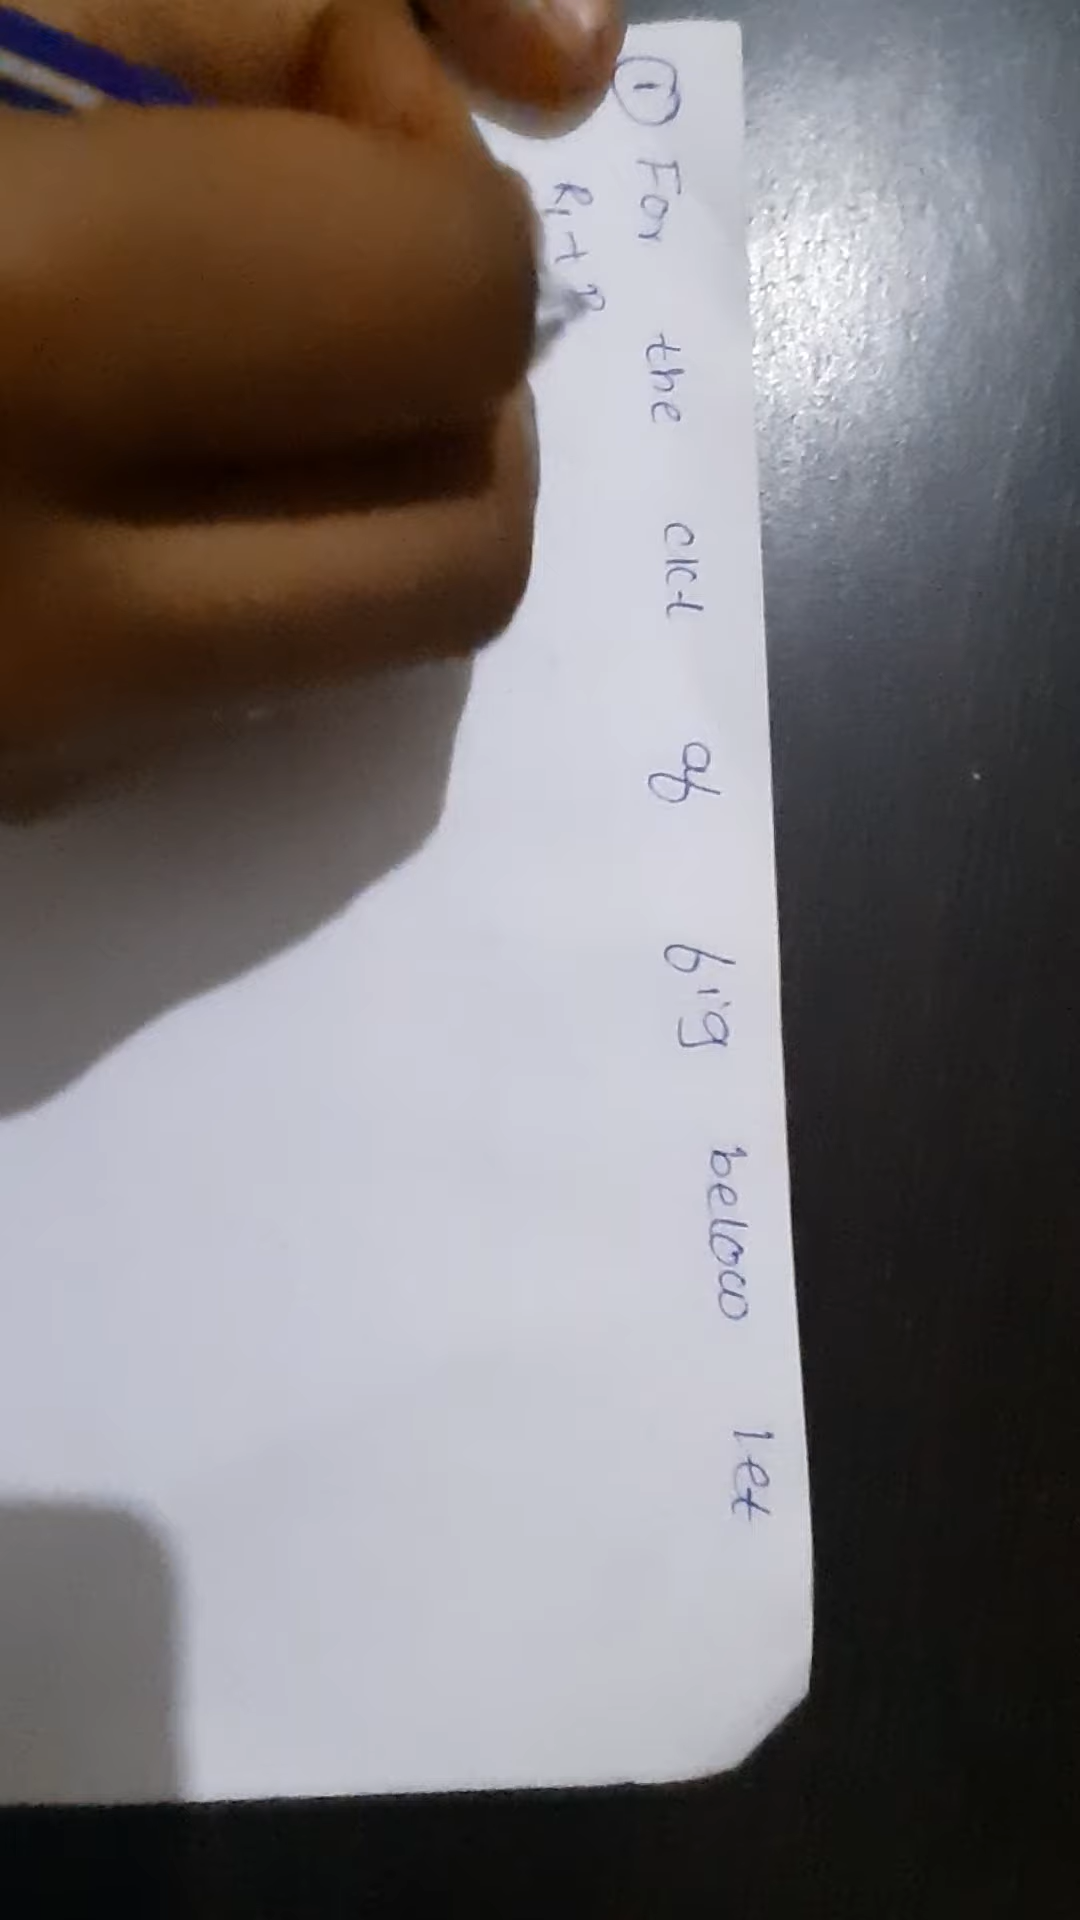 ① For the ckt of fig below let
R₁ + R